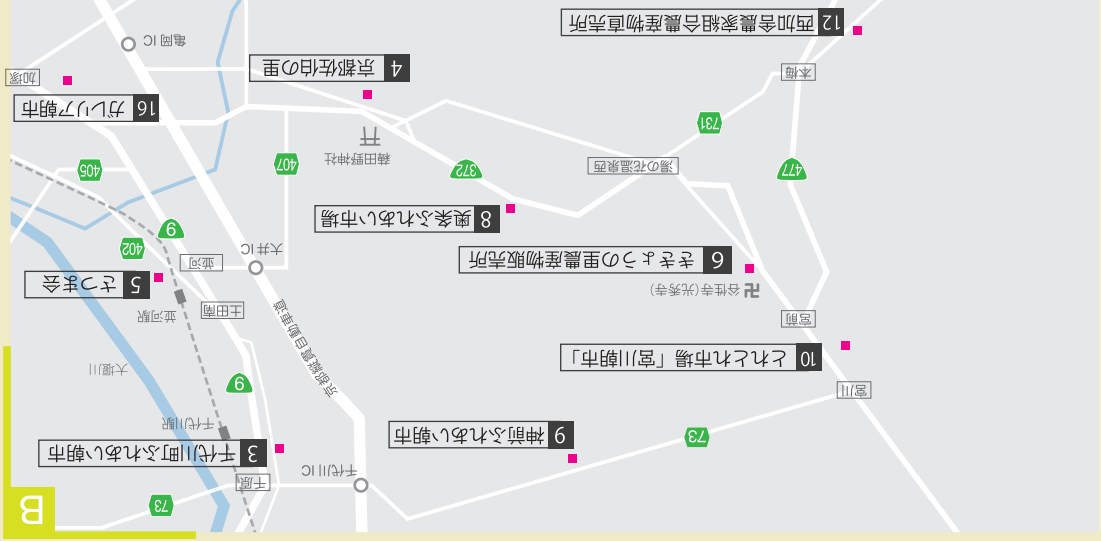 B
73
千原
千代川IC
3 千代川町ふれあい朝市
9 神前ふれあい朝市
73
千代川駅
宮川
9
大堰川
10 とれとれ市場「宮川朝市」
京都縦貫自動車道
宮前
土田南
並河駅
谷性寺(光秀寺)
5 さつま会
6 ききょうの里農産物販売所
並河
大井IC
402
9
8 奥条ふれあい市場
477
湯の花温泉西
372
407
405
薭田野神社
731
16 ガレリア朝市
加塚
本梅
4 京都佐伯の里
亀岡IC
12 西加舎農家組合農産物直売所